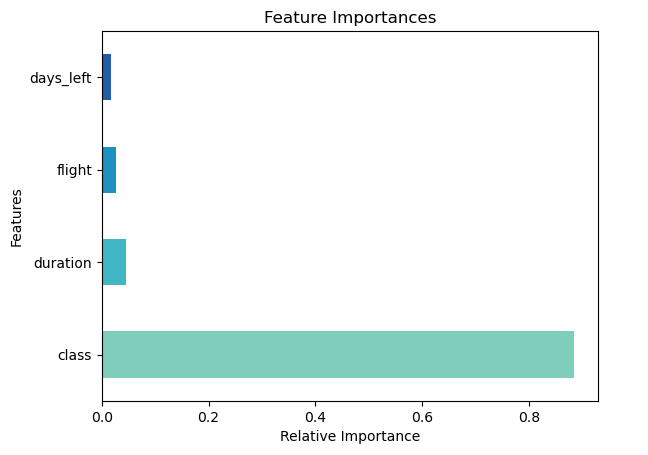 Feature Importances
days_left
flight
duration
class
Features
0.0 0.2 0.4 0.6 0.8
Relative Importance